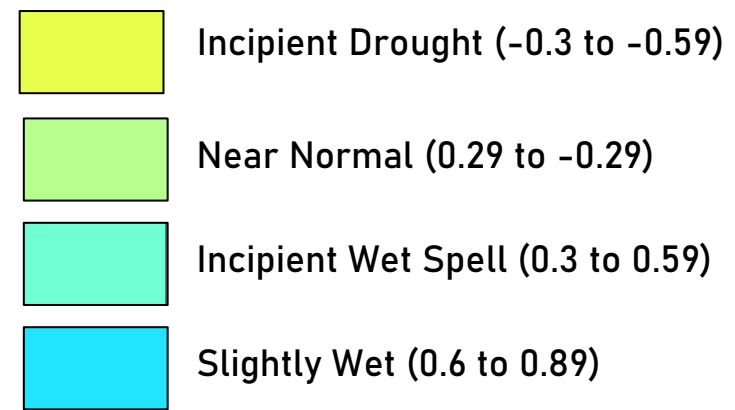 Incipient Drought (-0.3 to -0.59)
Near Normal (0.29 to -0.29)
Incipient Wet Spell (0.3 to 0.59)
Slightly Wet (0.6 to 0.89)